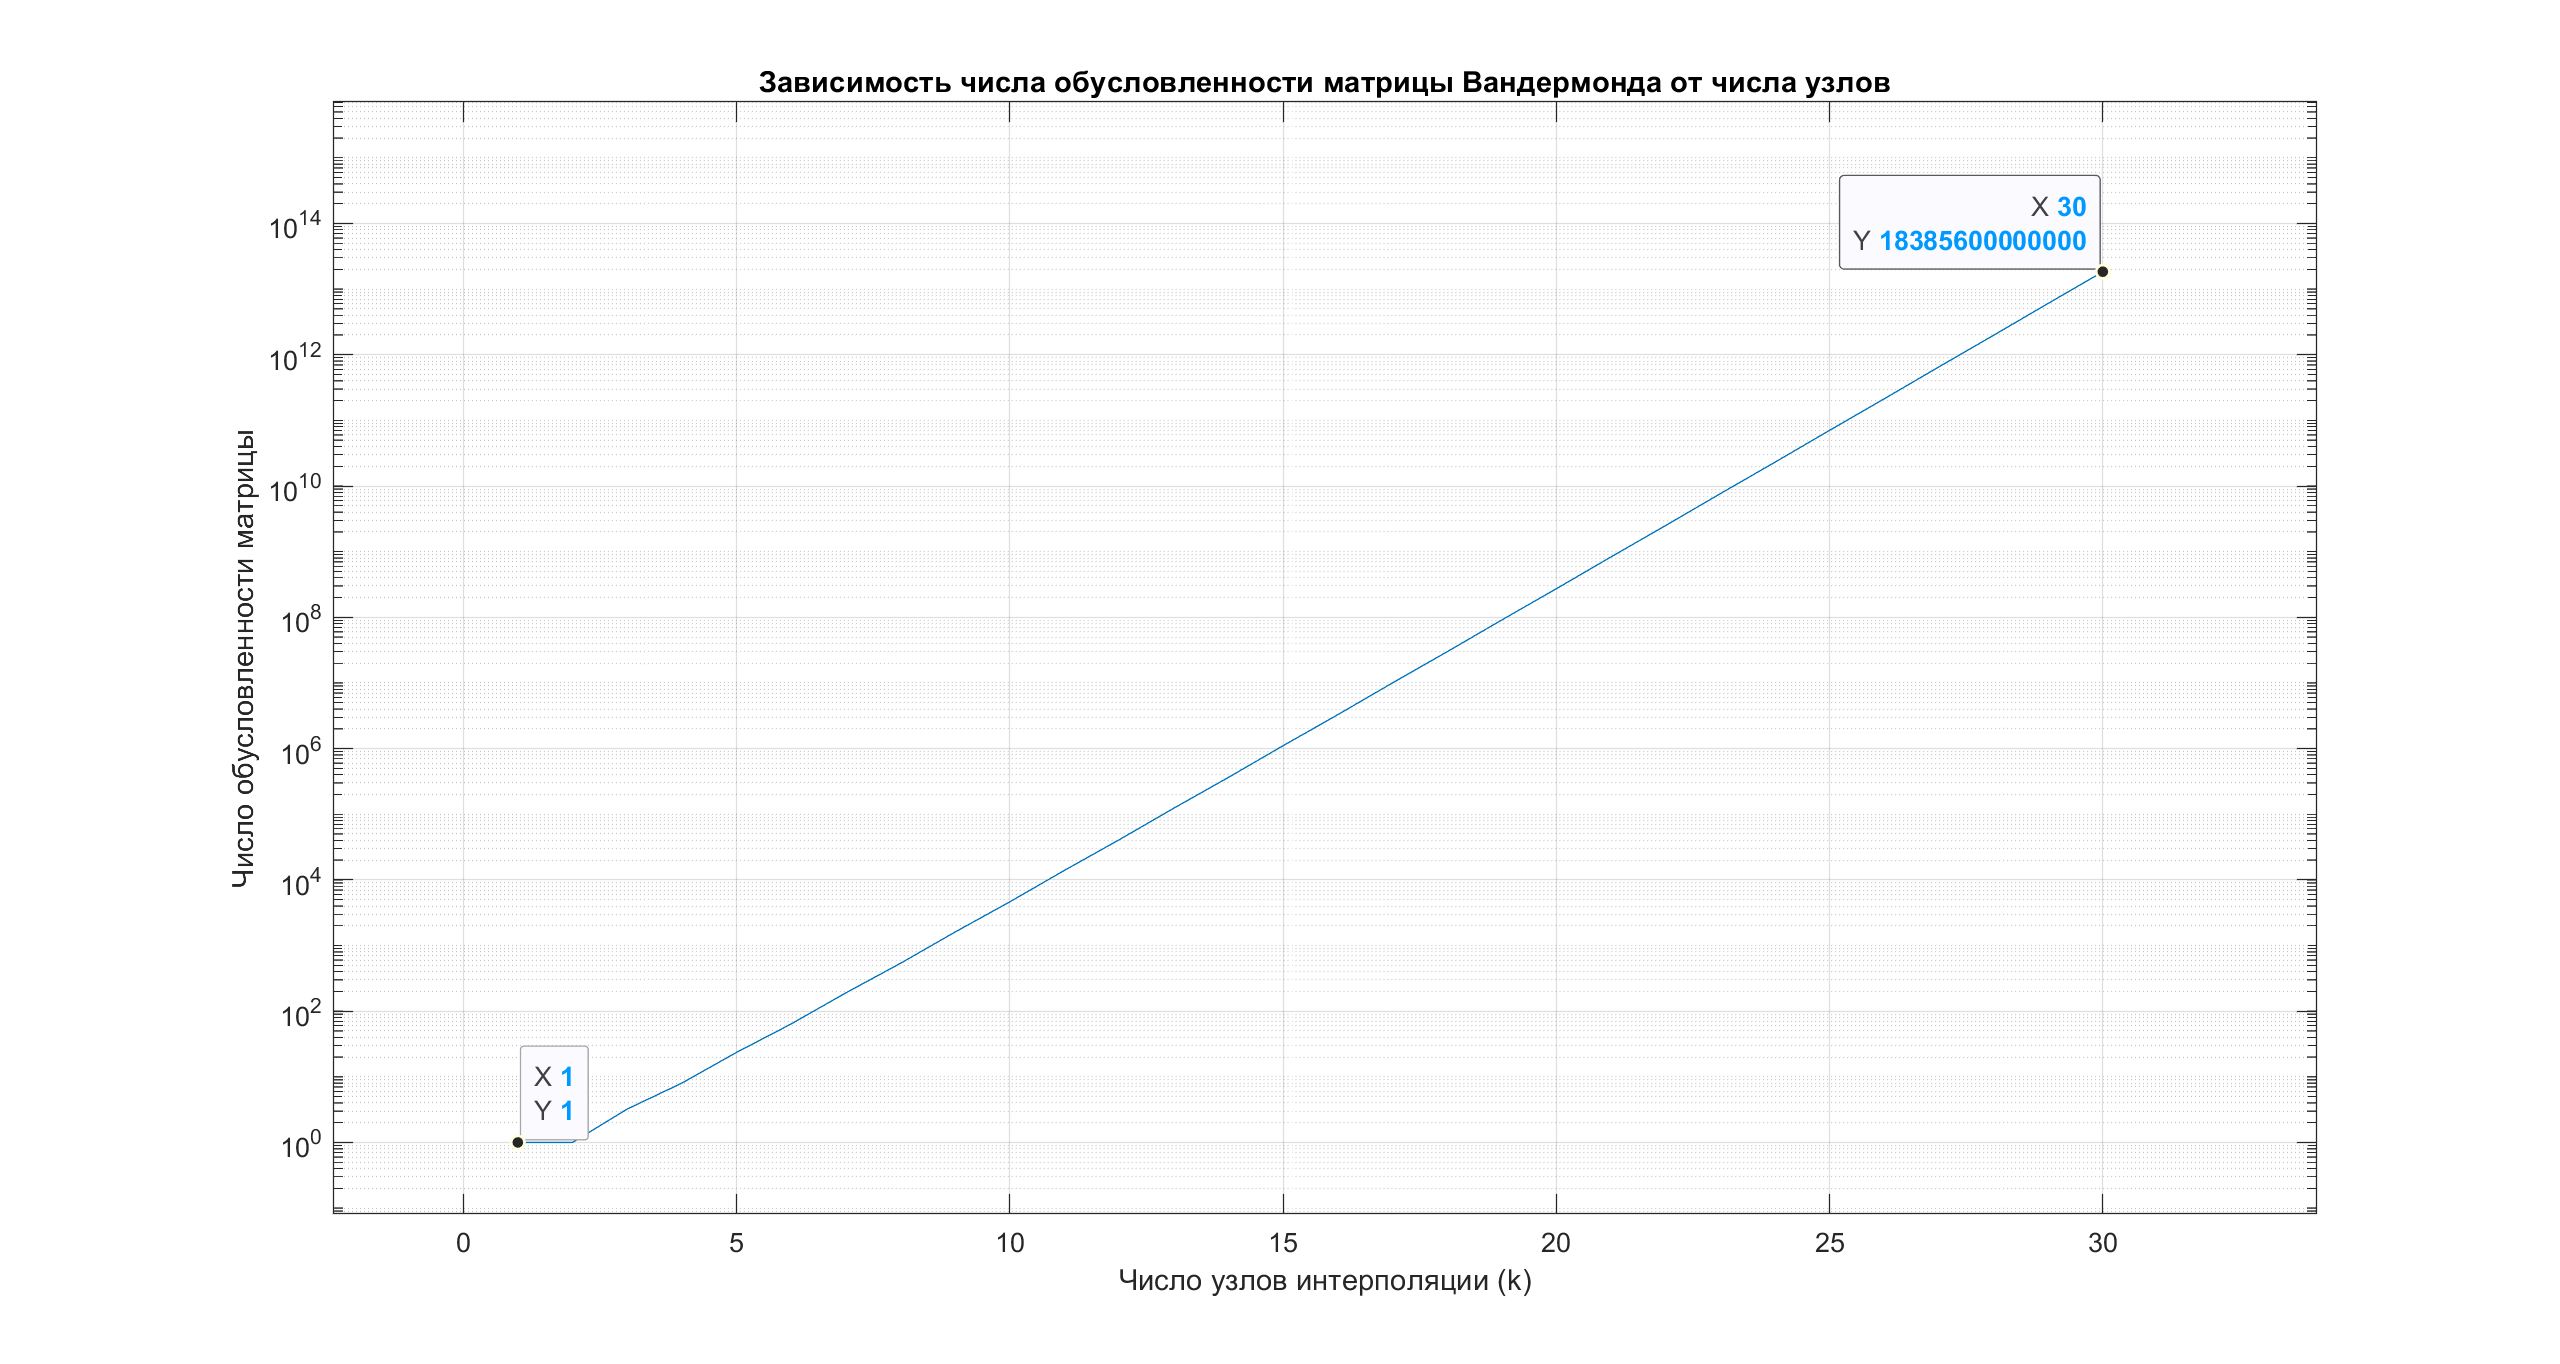 Зависимость числа обусловленности матрицы Вандермонда от числа узлов
Число обусловленности матрицы
10^14
10^12
10^10
10^8
10^6
10^4
10^2
10^0
X 30
Y 18385600000000
X 1
Y 1
0 5 10 15 20 25 30
Число узлов интерполяции (k)